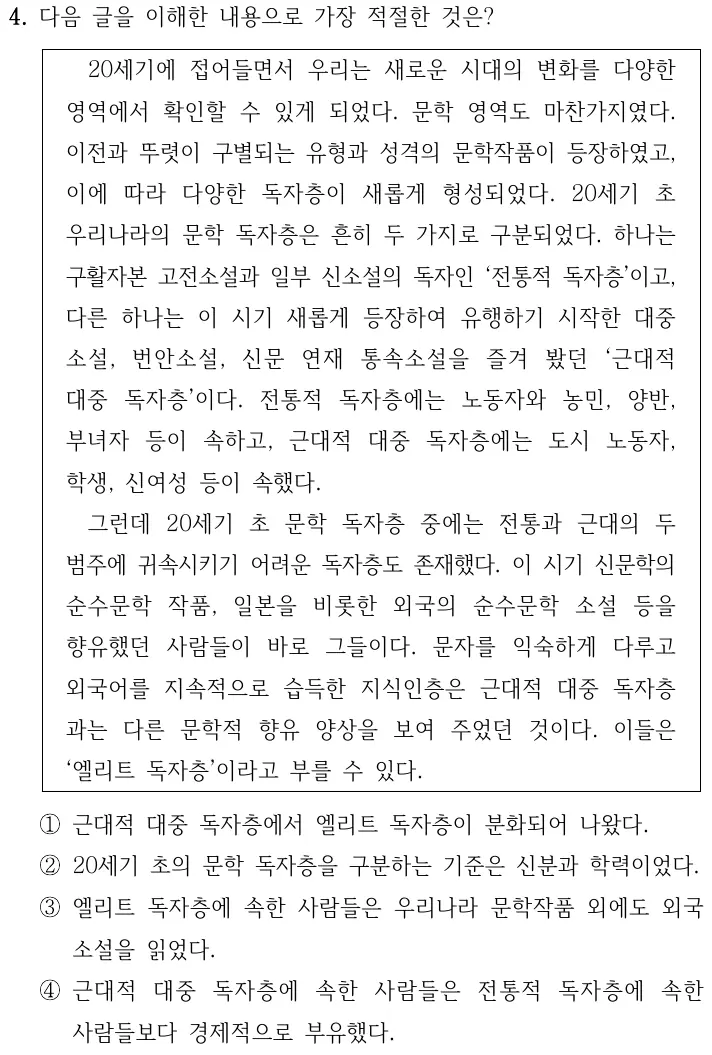 4. 다음 글을 이해한 내용으로 가장 적절한 것은?
20세기에 접어들면서 우리는 새로운 시대의 변화를 다양한
영역에서 확인할 수 있게 되었다. 문학 영역도 마찬가지였다.
이전과 뚜렷이 구별되는 유형과 성격의 문학작품이 등장하였고,
이에 따라 다양한 독자층이 새롭게 형성되었다. 20세기 초
우리나라의 문학 독자층은 흔히 두 가지로 구분되었다. 하나는
구활자본 고전소설과 일부 신소설의 독자인 ‘전통적 독자층’이고,
다른 하나는 이 시기 새롭게 등장하여 유행하기 시작한 대중
소설, 번안소설, 신문 연재 통속소설을 즐겨 봤던 ‘근대적
대중 독자층’이다. 전통적 독자층에는 노동자와 농민, 양반,
부녀자 등이 속하고, 근대적 대중 독자층에는 도시 노동자,
학생, 신여성 등이 속했다.
그런데 20세기 초 문학 독자층 중에는 전통과 근대의 두
범주에 귀속시키기 어려운 독자층도 존재했다. 이 시기 신문학의
순수문학 작품, 일본을 비롯한 외국의 순수문학 소설 등을
향유했던 사람들이 바로 그들이다. 문자를 익숙하게 다루고
외국어를 지속적으로 습득한 지식인층은 근대적 대중 독자층
과는 다른 문학적 향유 양상을 보여 주었던 것이다. 이들은
‘엘리트 독자층’이라고 부를 수 있다.
① 근대적 대중 독자층에서 엘리트 독자층이 분화되어 나왔다.
② 20세기 초의 문학 독자층을 구분하는 기준은 신분과 학력이었다.
③ 엘리트 독자층에 속한 사람들은 우리나라 문학작품 외에도 외국
소설을 읽었다.
④ 근대적 대중 독자층에 속한 사람들은 전통적 독자층에 속한
사람들보다 경제적으로 부유했다.